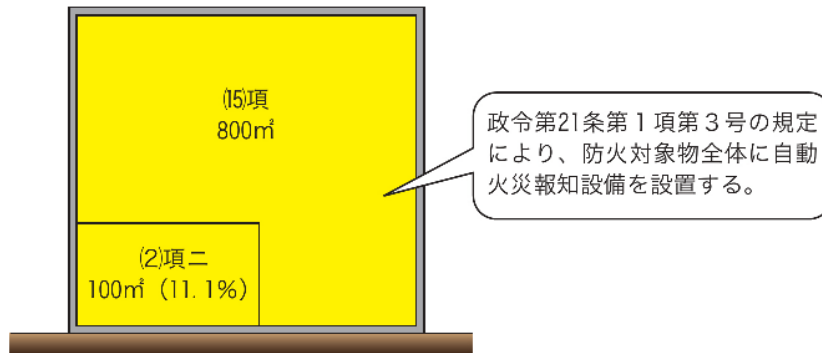 ⒂項
800㎡
⑵項ニ
100㎡（11.1%）
政令第21条第１項第３号の規定
により、防火対象物全体に自動
火災報知設備を設置する。